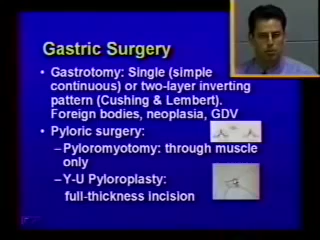 Gastric Surgery
• Gastrotomy: Single (simple
continuous) or two-layer inverting
pattern (Cushing & Lembert).
Foreign bodies, neoplasia, GDV
• Pyloric surgery:
–Pyloromyotomy: through muscle
only
–Y-U Pyloroplasty:
full-thickness incision